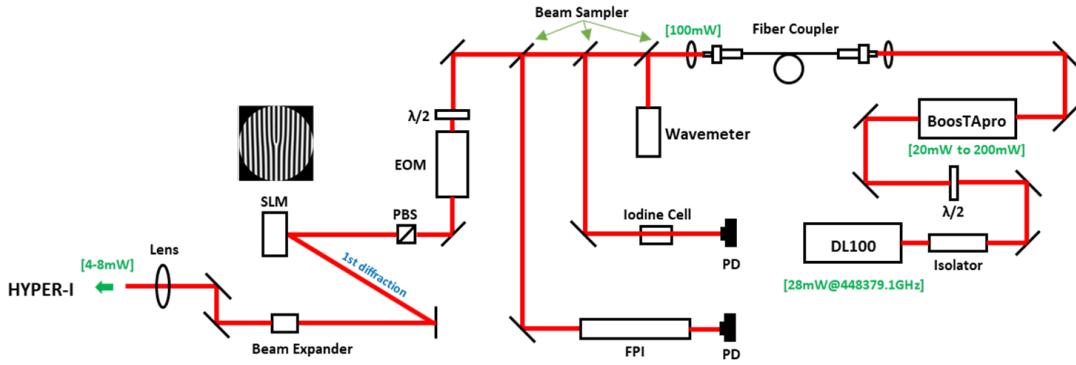 Beam Sampler
[100mW]
Fiber Coupler
λ/2
EOM
Wavemeter
BoosTApro
[20mW to 200mW]
SLM
PBS
Iodine Cell
PD
λ/2
DL100
Isolator
[28mW@448379.1GHz]
Lens
[4-8mW]
HYPER-I
1st diffraction
Beam Expander
FPI
PD